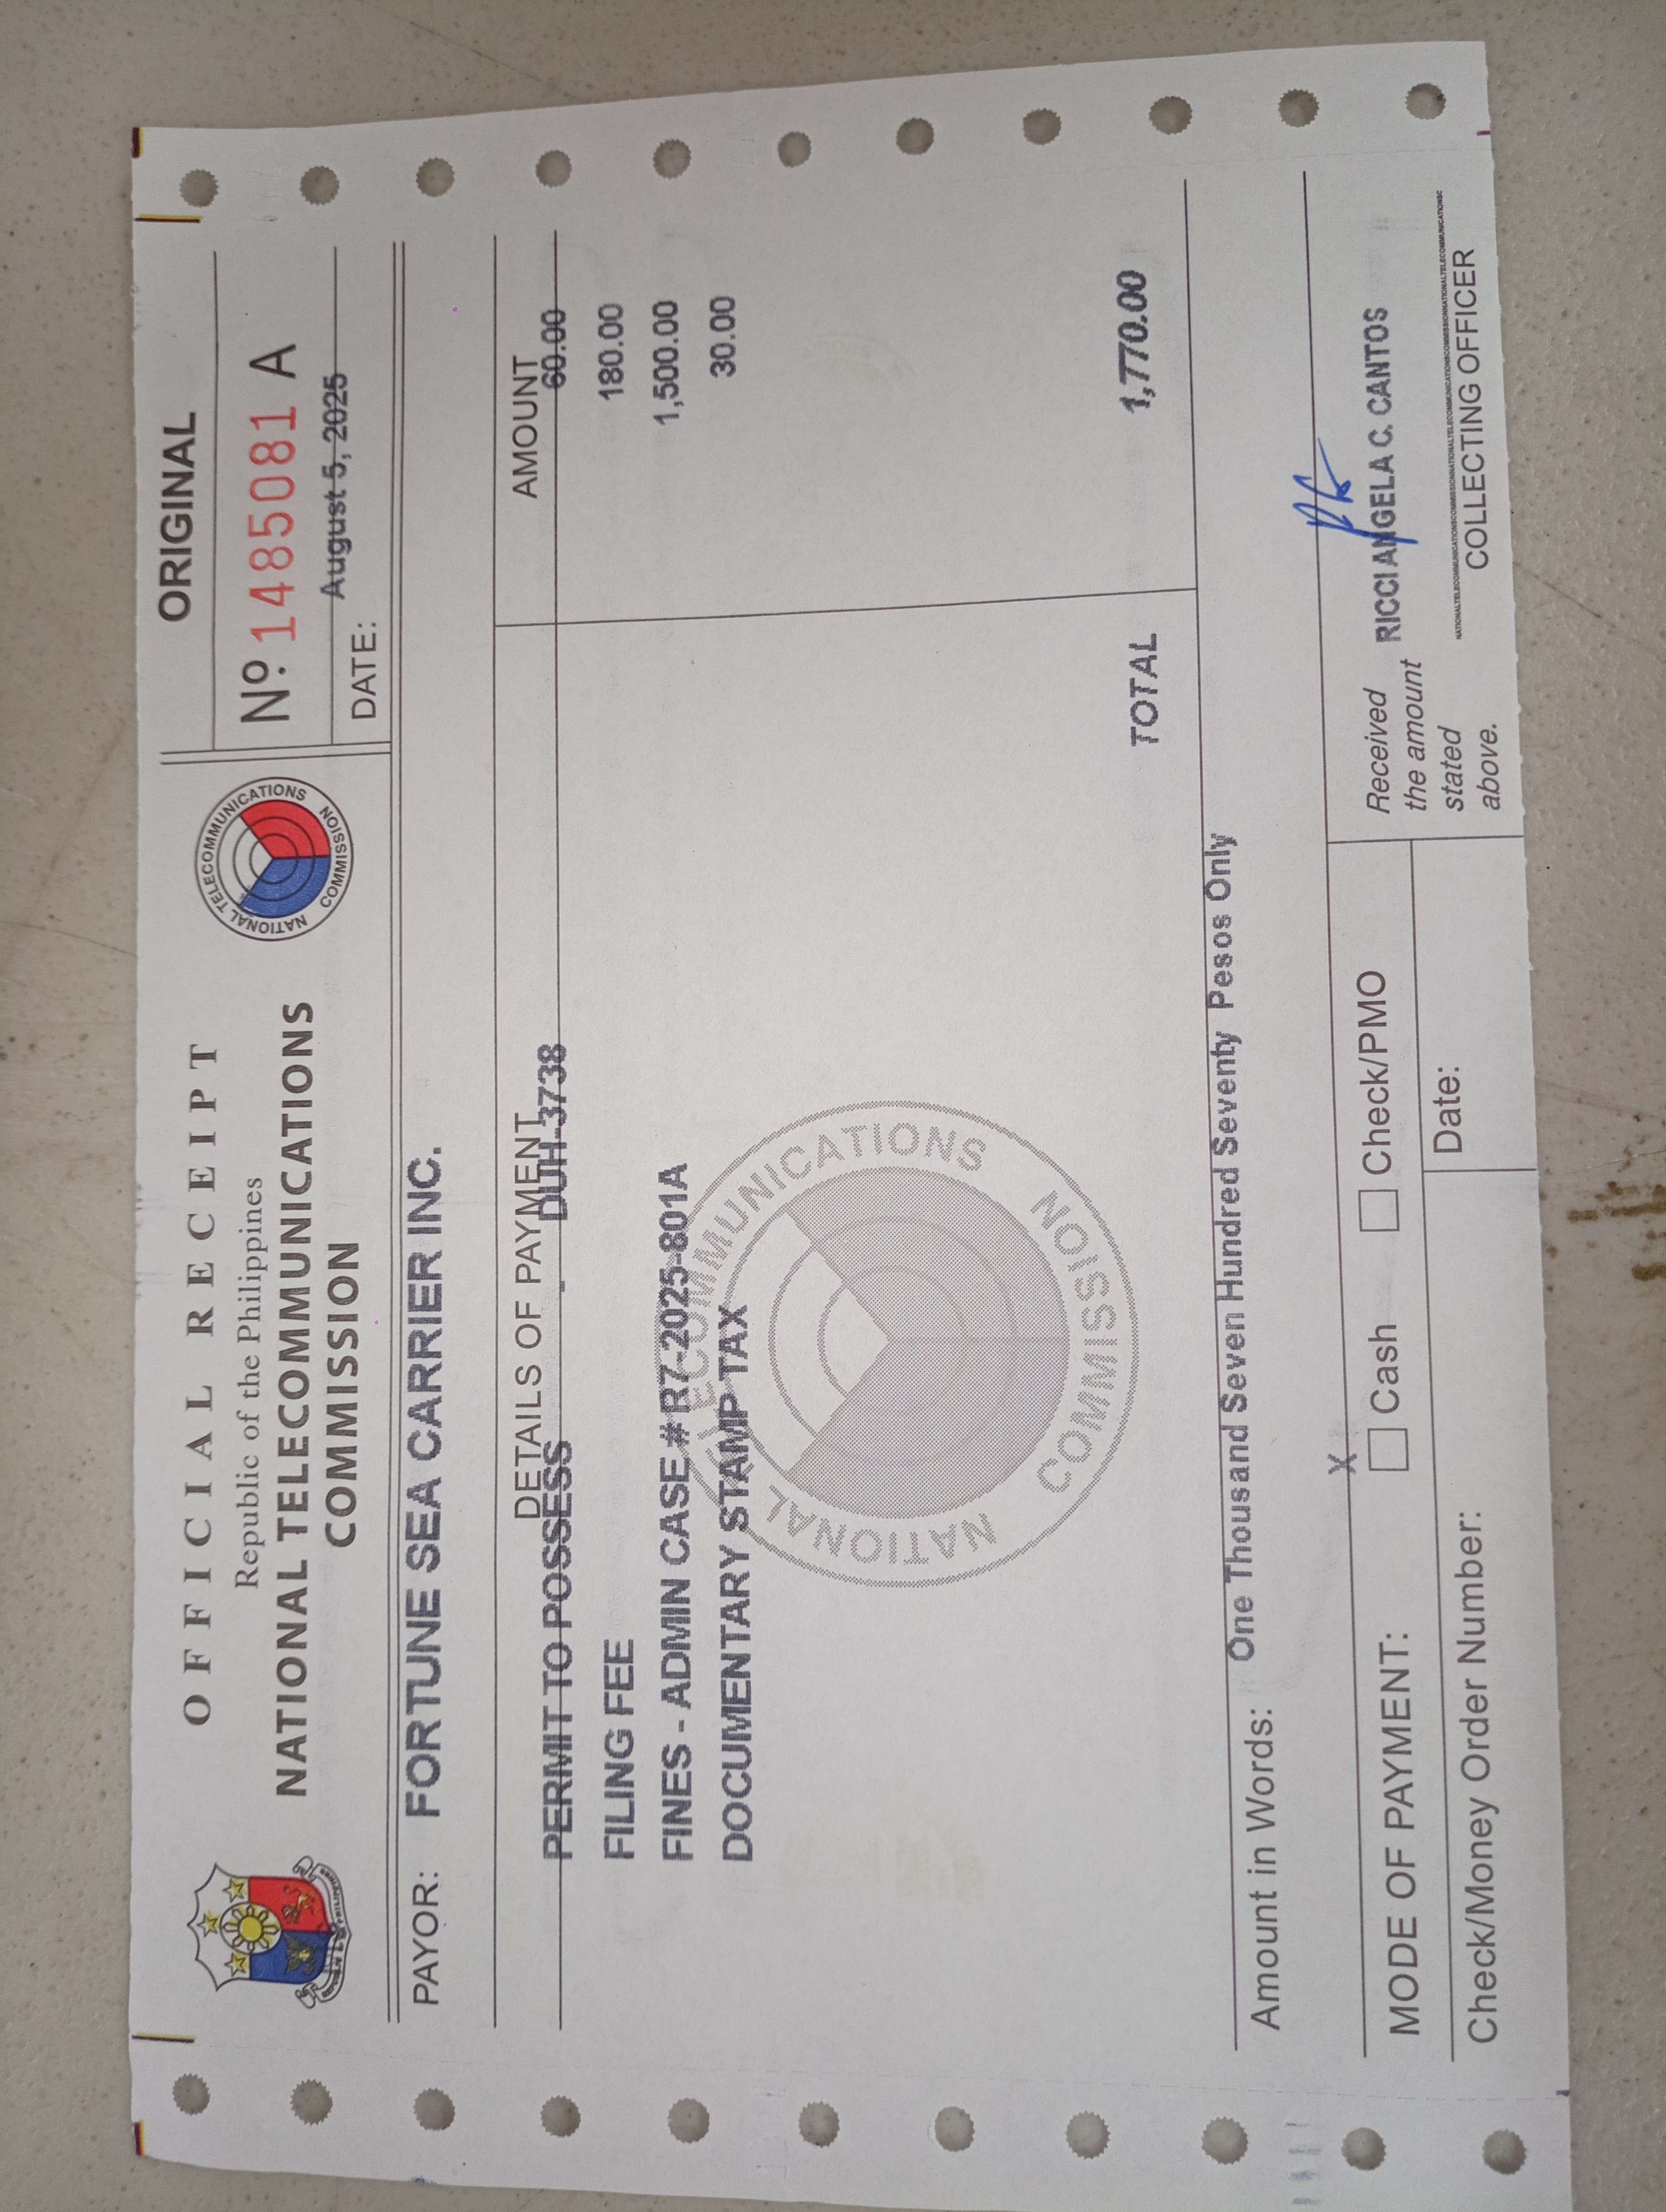 OFFICIAL RECEIPT
Republic of the Philippines
NATIONAL TELECOMMUNICATIONS
COMMISSION
NATIONAL TELECOMMUNICATIONS COMMISSION
ORIGINAL
Nº. 1485081 A
DATE: August 5, 2025
PAYOR: FORTUNE SEA CARRIER INC.
DETAILS OF PAYMENT AMOUNT
PERMIT TO POSSESS - DUH-3738 60.00
FILING FEE 180.00
FINES - ADMIN CASE # R7-2025-801A 1,500.00
DOCUMENTARY STAMP TAX 30.00
NATIONAL TELECOMMUNICATIONS COMMISSION
TOTAL 1,770.00
Amount in Words: One Thousand Seven Hundred Seventy Pesos Only
MODE OF PAYMENT: X Cash Check/PMO
Check/Money Order Number: Date:
Received
the amount
stated
above.
RICCI ANGELA C. CANTOS
COLLECTING OFFICER